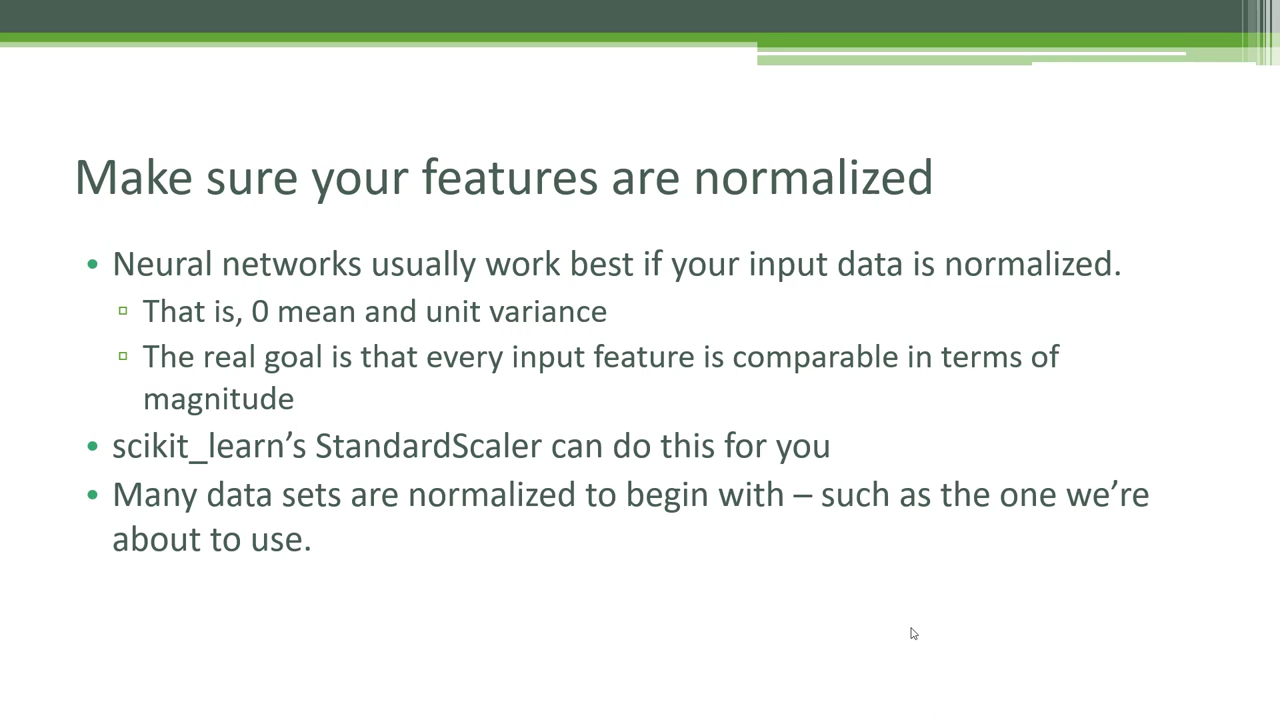 Make sure your features are normalized
• Neural networks usually work best if your input data is normalized.
▫ That is, 0 mean and unit variance
▫ The real goal is that every input feature is comparable in terms of
magnitude
• scikit_learn’s StandardScaler can do this for you
• Many data sets are normalized to begin with – such as the one we’re
about to use.